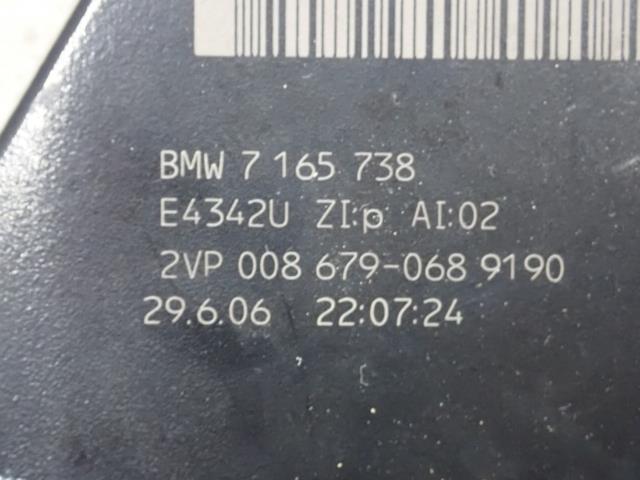 BMW 7 165 738
E4342U ZI:p AI:02
2VP 008 679-068 9190
29.6.06 22:07:24